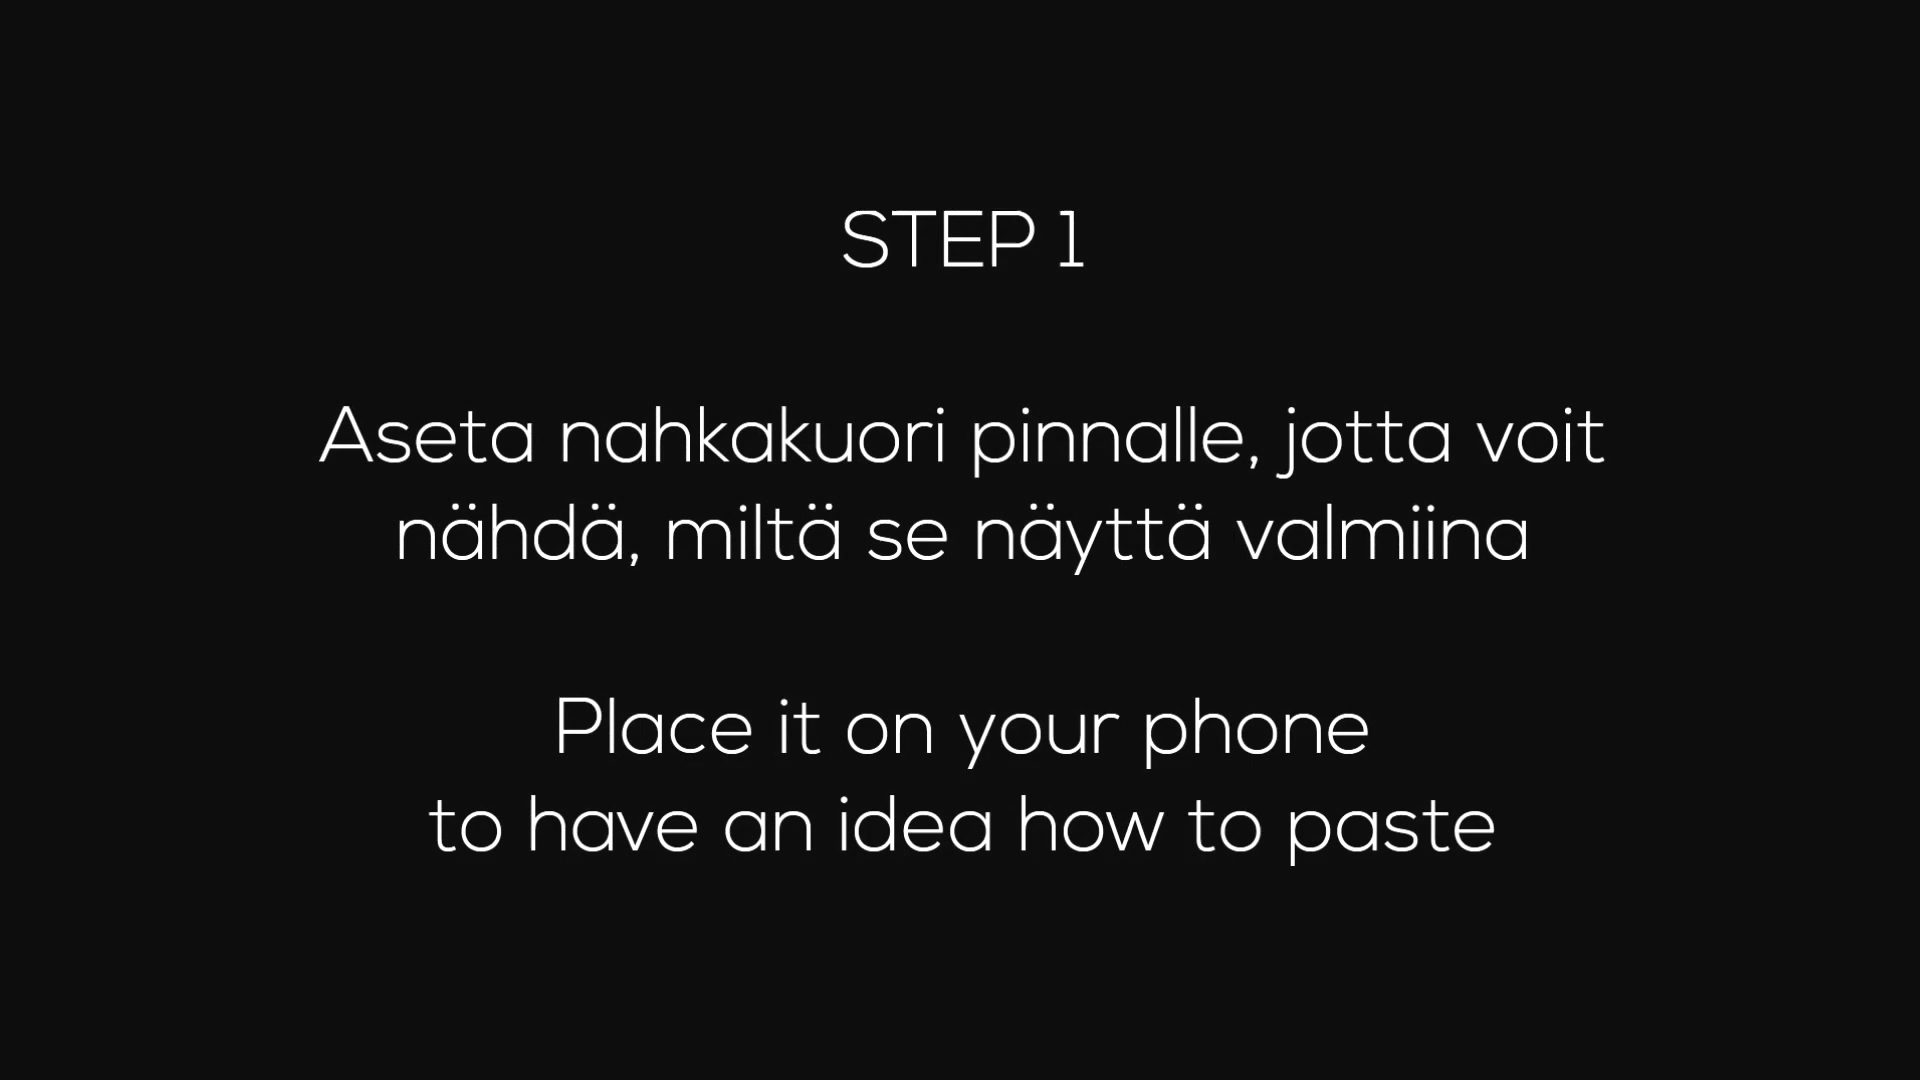 STEP 1
Aseta nahkakuori pinnalle, jotta voit
nähdä, miltä se näyttä valmiina
Place it on your phone
to have an idea how to paste